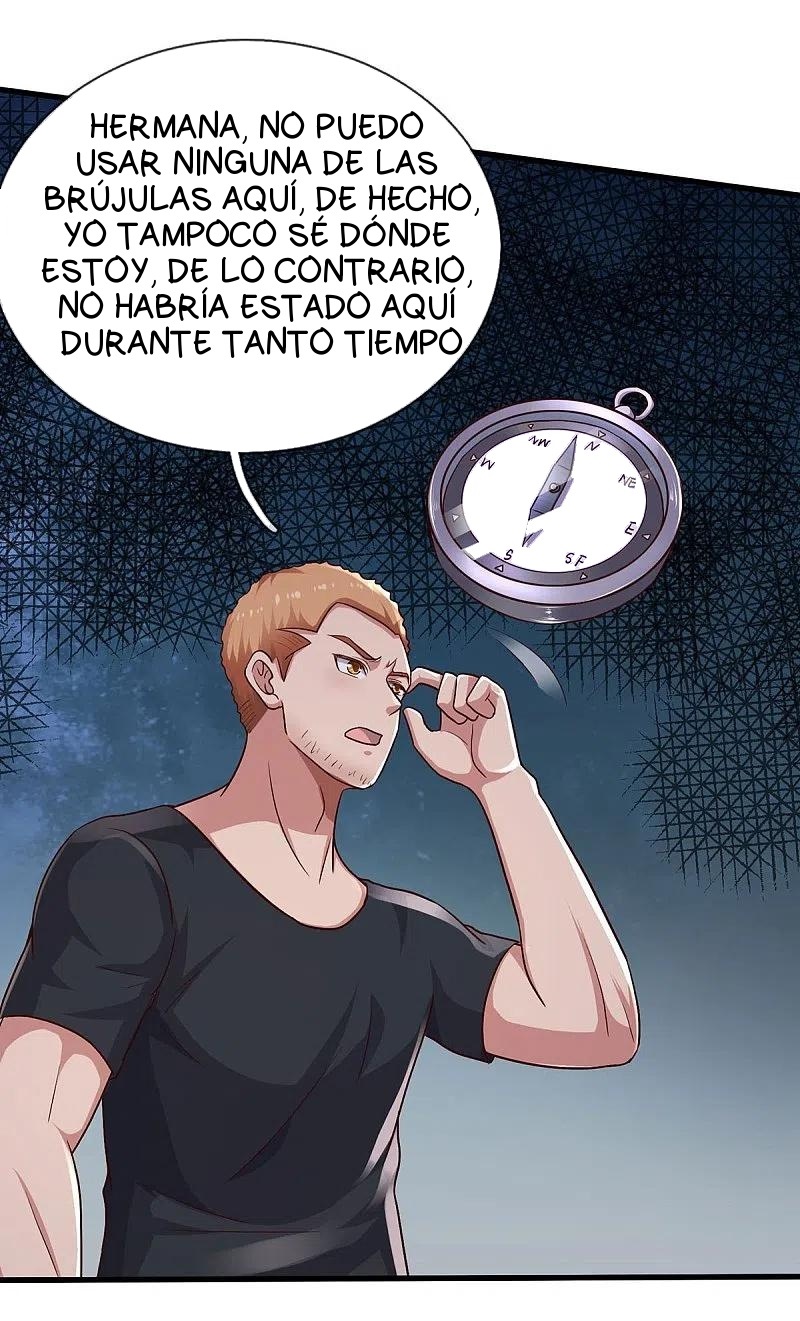 HERMANA, NO PUEDO
USAR NINGUNA DE LAS
BRÚJULAS AQUÍ, DE HECHO,
YO TAMPOCO SÉ DÓNDE
ESTOY, DE LO CONTRARIO,
NO HABRÍA ESTADO AQUÍ
DURANTE TANTO TIEMPO
NW
N
W
NE
E
S
SE